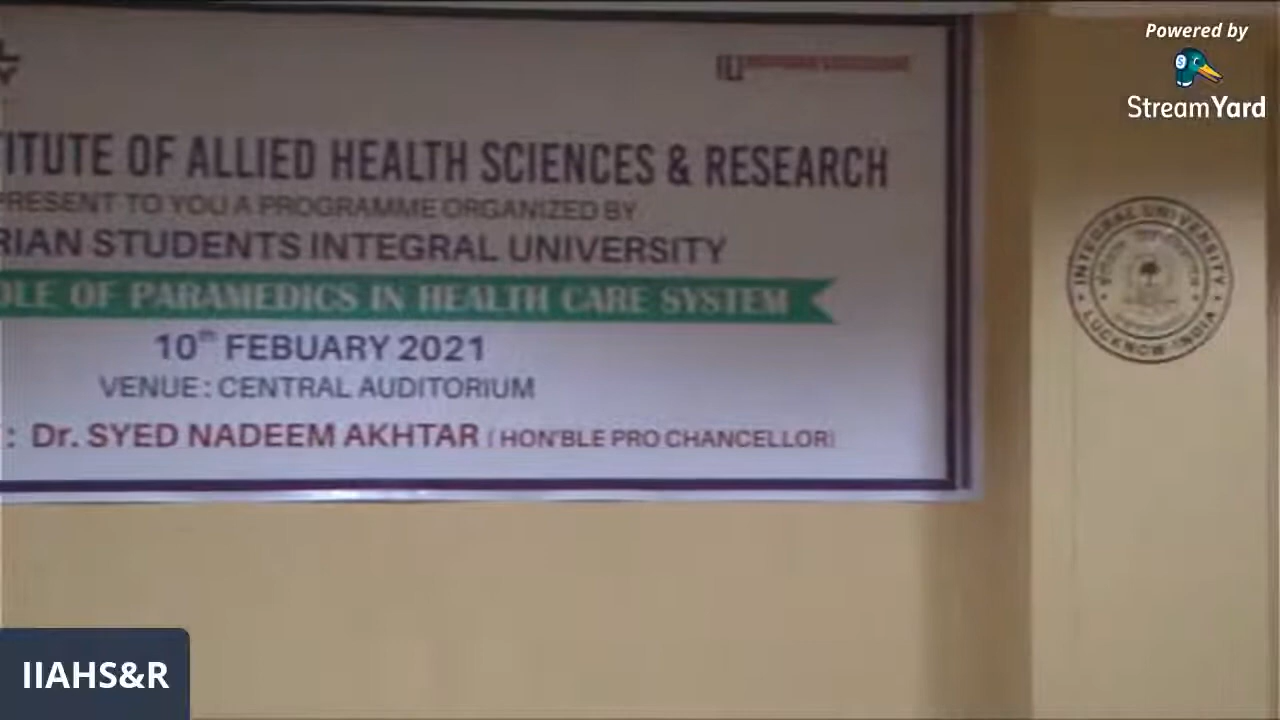 Powered by
StreamYard
IU
TITUTE OF ALLIED HEALTH SCIENCES & RESEARCH
PRESENT TO YOU A PROGRAMME ORGANIZED BY
RIAN STUDENTS INTEGRAL UNIVERSITY
OLE OF PARAMEDICS IN HEALTH CARE SYSTEM
10th FEBUARY 2021
VENUE : CENTRAL AUDITORIUM
: Dr. SYED NADEEM AKHTAR ( HON'BLE PRO CHANCELLOR)
INTEGRAL UNIVERSITY
LUCKNOW-INDIA
IIAHS&R